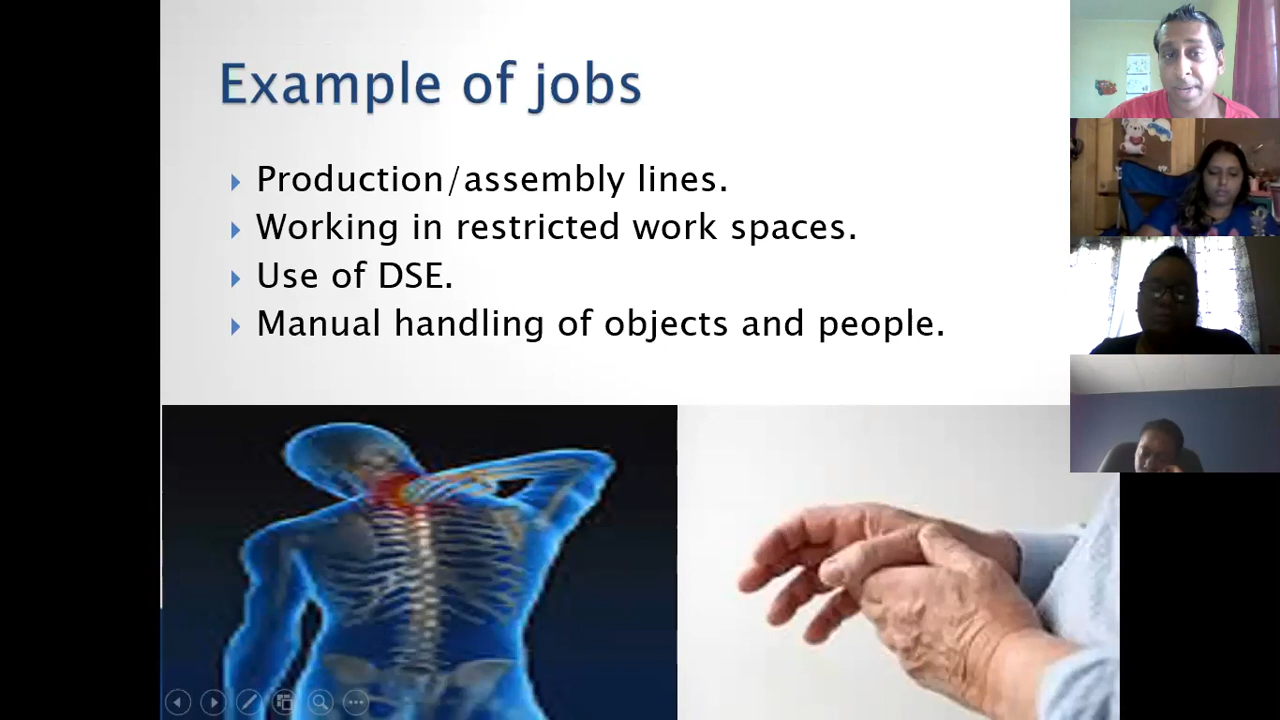 Example of jobs
Production/assembly lines.
Working in restricted work spaces.
Use of DSE.
Manual handling of objects and people.